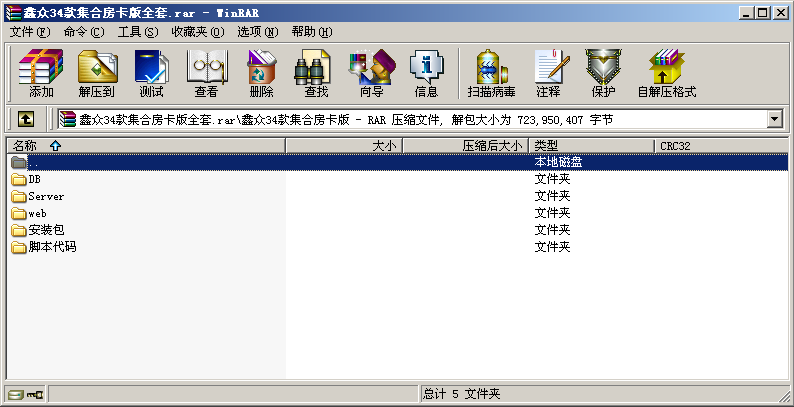 鑫众34款集合房卡版全套.rar - WinRAR
文件(F) 命令(C) 工具(S) 收藏夹(O) 选项(N) 帮助(H)
添加 解压到 测试 查看 删除 查找 向导 信息 扫描病毒 注释 保护 自解压格式
鑫众34款集合房卡版全套.rar\鑫众34款集合房卡版 - RAR 压缩文件, 解包大小为 723,950,407 字节
名称 大小 压缩后大小 类型 CRC32
.. 本地磁盘
DB 文件夹
Server 文件夹
web 文件夹
安装包 文件夹
脚本代码 文件夹
总计 5 文件夹